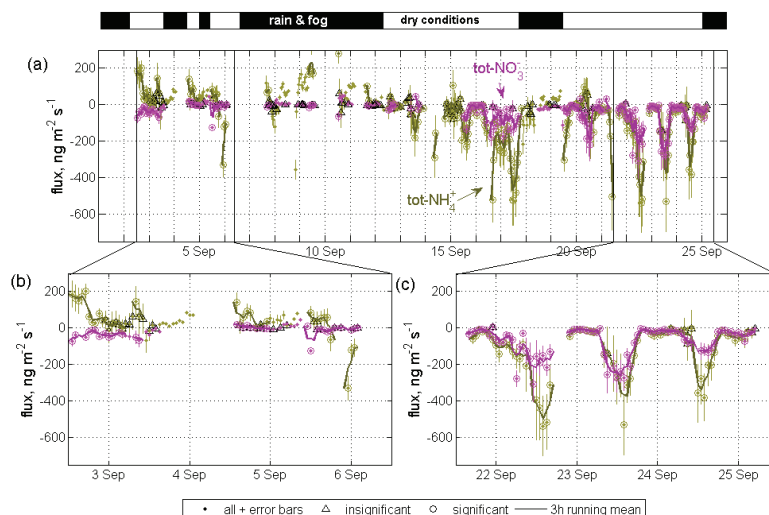 rain & fog dry conditions
(a)
tot-NO₃⁻
200
0
-200
-400
-600
flux, ng m⁻² s⁻¹
tot-NH₄⁺
5 Sep 10 Sep 15 Sep 20 Sep 25 Sep
(b)
200
0
-200
-400
-600
flux, ng m⁻² s⁻¹
3 Sep 4 Sep 5 Sep 6 Sep
(c)
200
0
-200
-400
-600
flux, ng m⁻² s⁻¹
22 Sep 23 Sep 24 Sep 25 Sep
all + error bars insignificant significant 3h running mean